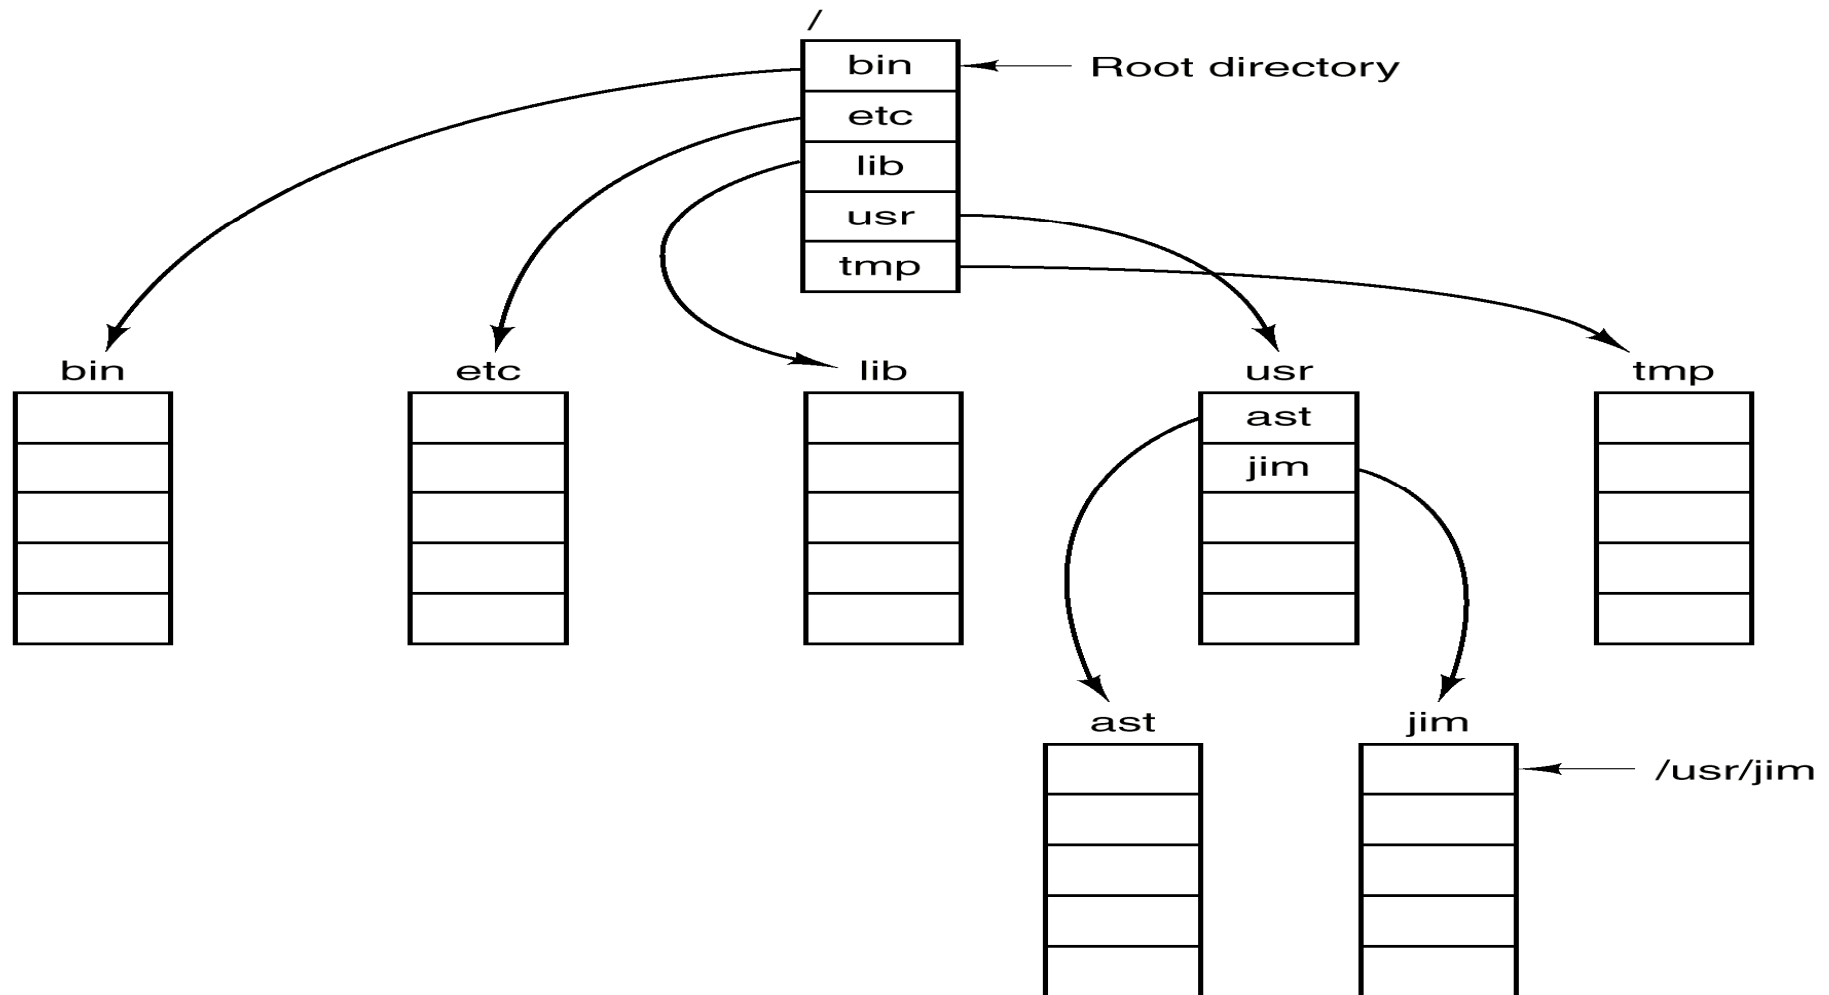 /
bin
Root directory
etc
lib
usr
tmp
bin
etc
lib
usr
tmp
ast
jim
ast
jim
/usr/jim